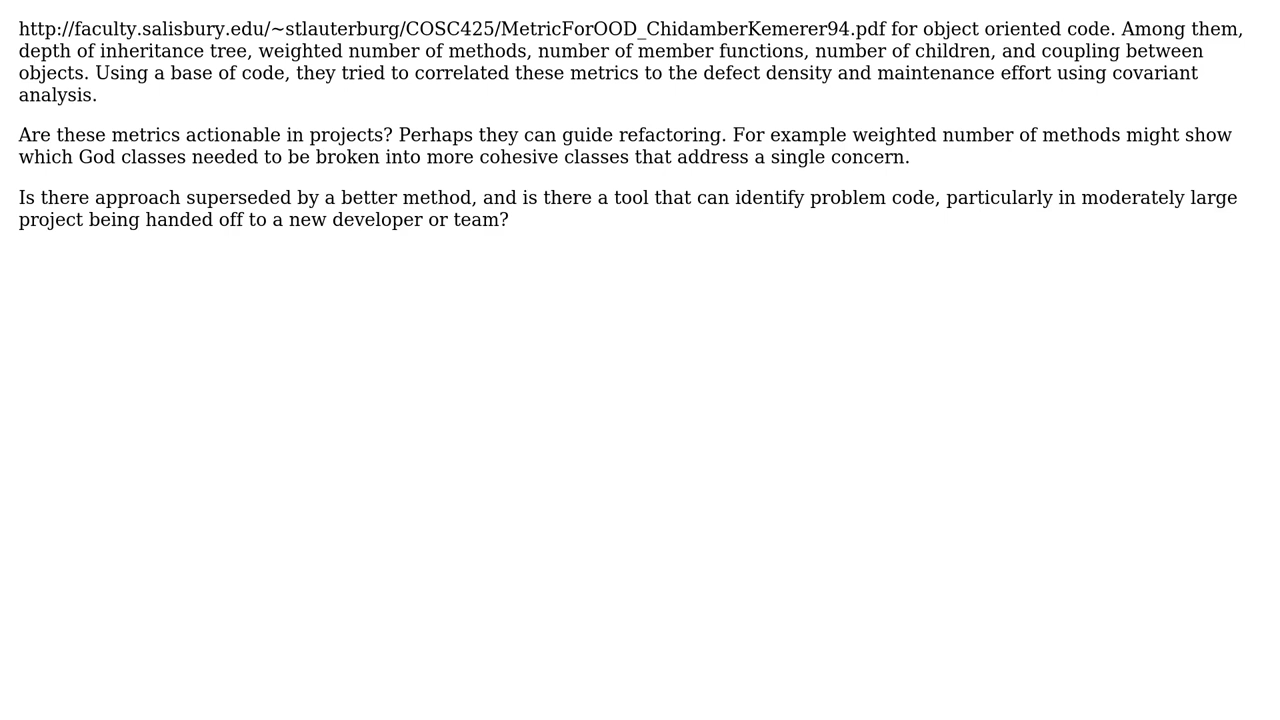 http://faculty.salisbury.edu/~stlauterburg/COSC425/MetricForOOD_ChidamberKemerer94.pdf for object oriented code. Among them,
depth of inheritance tree, weighted number of methods, number of member functions, number of children, and coupling between
objects. Using a base of code, they tried to correlated these metrics to the defect density and maintenance effort using covariant
analysis.
Are these metrics actionable in projects? Perhaps they can guide refactoring. For example weighted number of methods might show
which God classes needed to be broken into more cohesive classes that address a single concern.
Is there approach superseded by a better method, and is there a tool that can identify problem code, particularly in moderately large
project being handed off to a new developer or team?